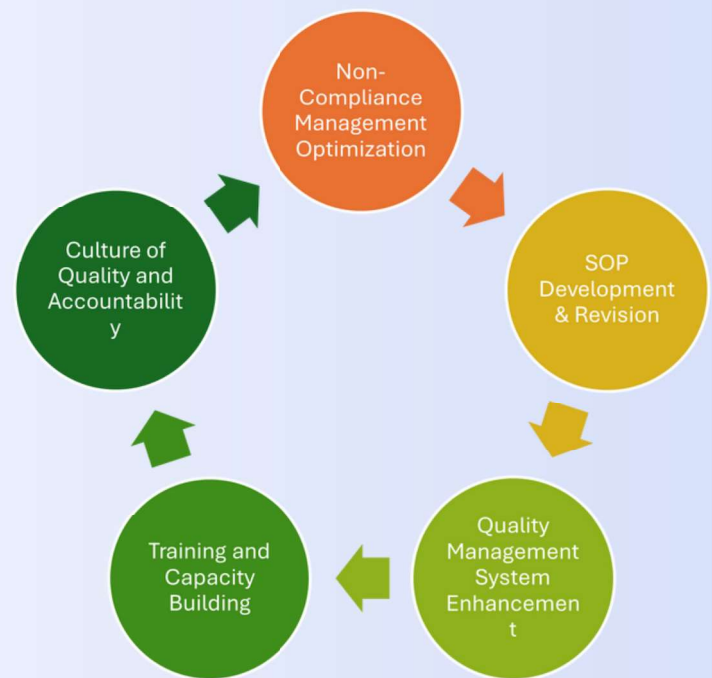 Non-
Compliance
Management
Optimization
SOP
Development
& Revision
Quality
Management
System
Enhancemen
t
Training and
Capacity
Building
Culture of
Quality and
Accountabilit
y